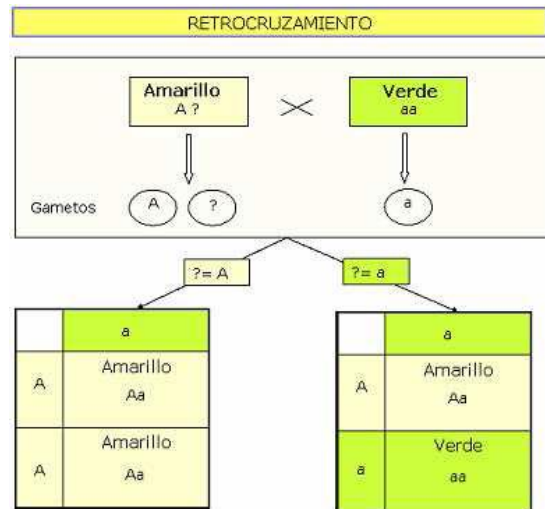 RETROCRUZAMIENTO
Amarillo
A ?
Verde
aa
Gametos
A
?
a
?= A
?= a
a
A
Amarillo
Aa
A
Amarillo
Aa
a
A
Amarillo
Aa
a
Verde
aa